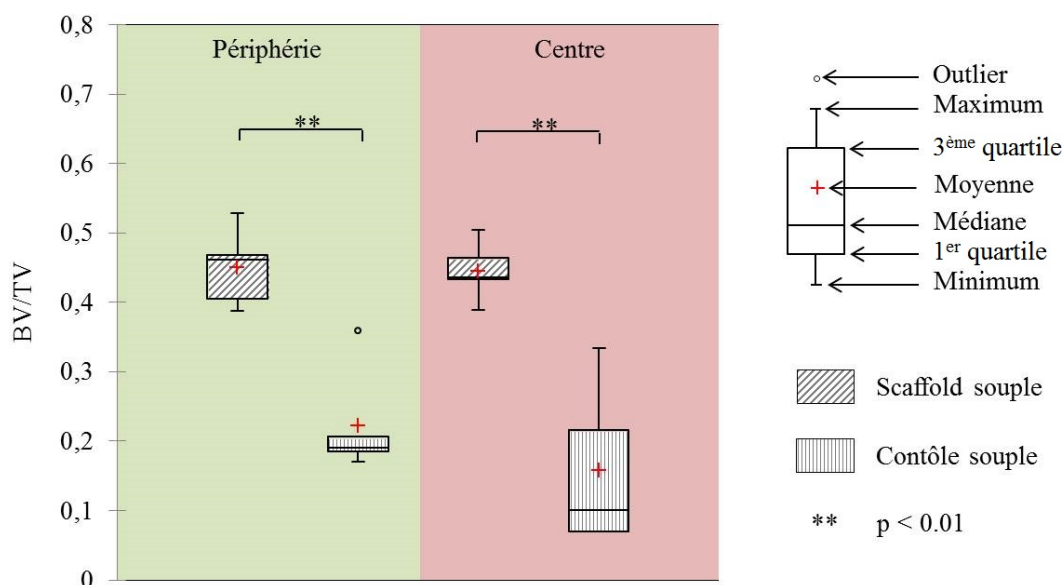 0,8
0,7
0,6
0,5
0,4
0,3
0,2
0,1
0
BV/TV
Périphérie
Centre
**
**
Outlier
Maximum
3ème quartile
Moyenne
Médiane
1er quartile
Minimum
Scaffold souple
Contôle souple
** p < 0.01